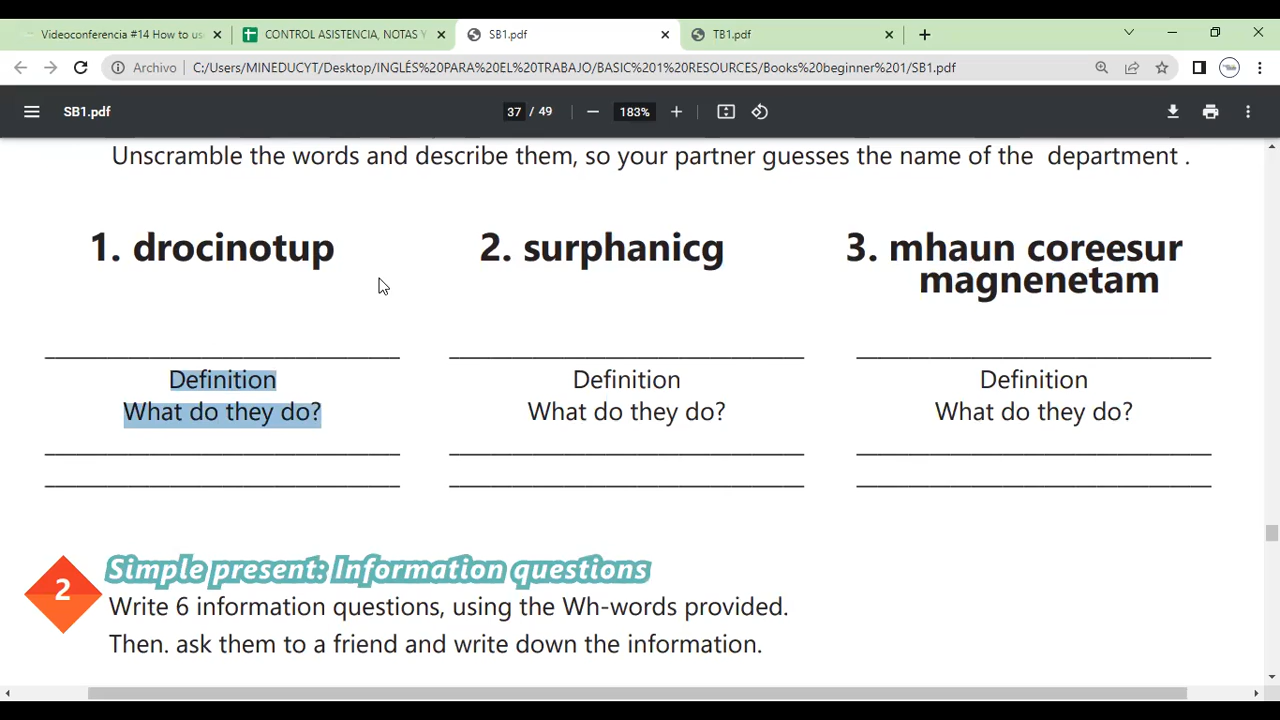 Videoconferencia #14 How to us
CONTROL ASISTENCIA, NOTAS Y
SB1.pdf
TB1.pdf
Archivo
C:/Users/MINEDUCYT/Desktop/INGLÉS%20PARA%20EL%20TRABAJO/BASIC%201%20RESOURCES/Books%20beginner%201/SB1.pdf
SB1.pdf
37 / 49
183%
Unscramble the words and describe them, so your partner guesses the name of the department .
1. drocinotup
2. surphanicg
3. mhaun coreesur
magnenetam
Definition
What do they do?
Definition
What do they do?
Definition
What do they do?
2
Simple present: Information questions
Write 6 information questions, using the Wh-words provided.
Then. ask them to a friend and write down the information.